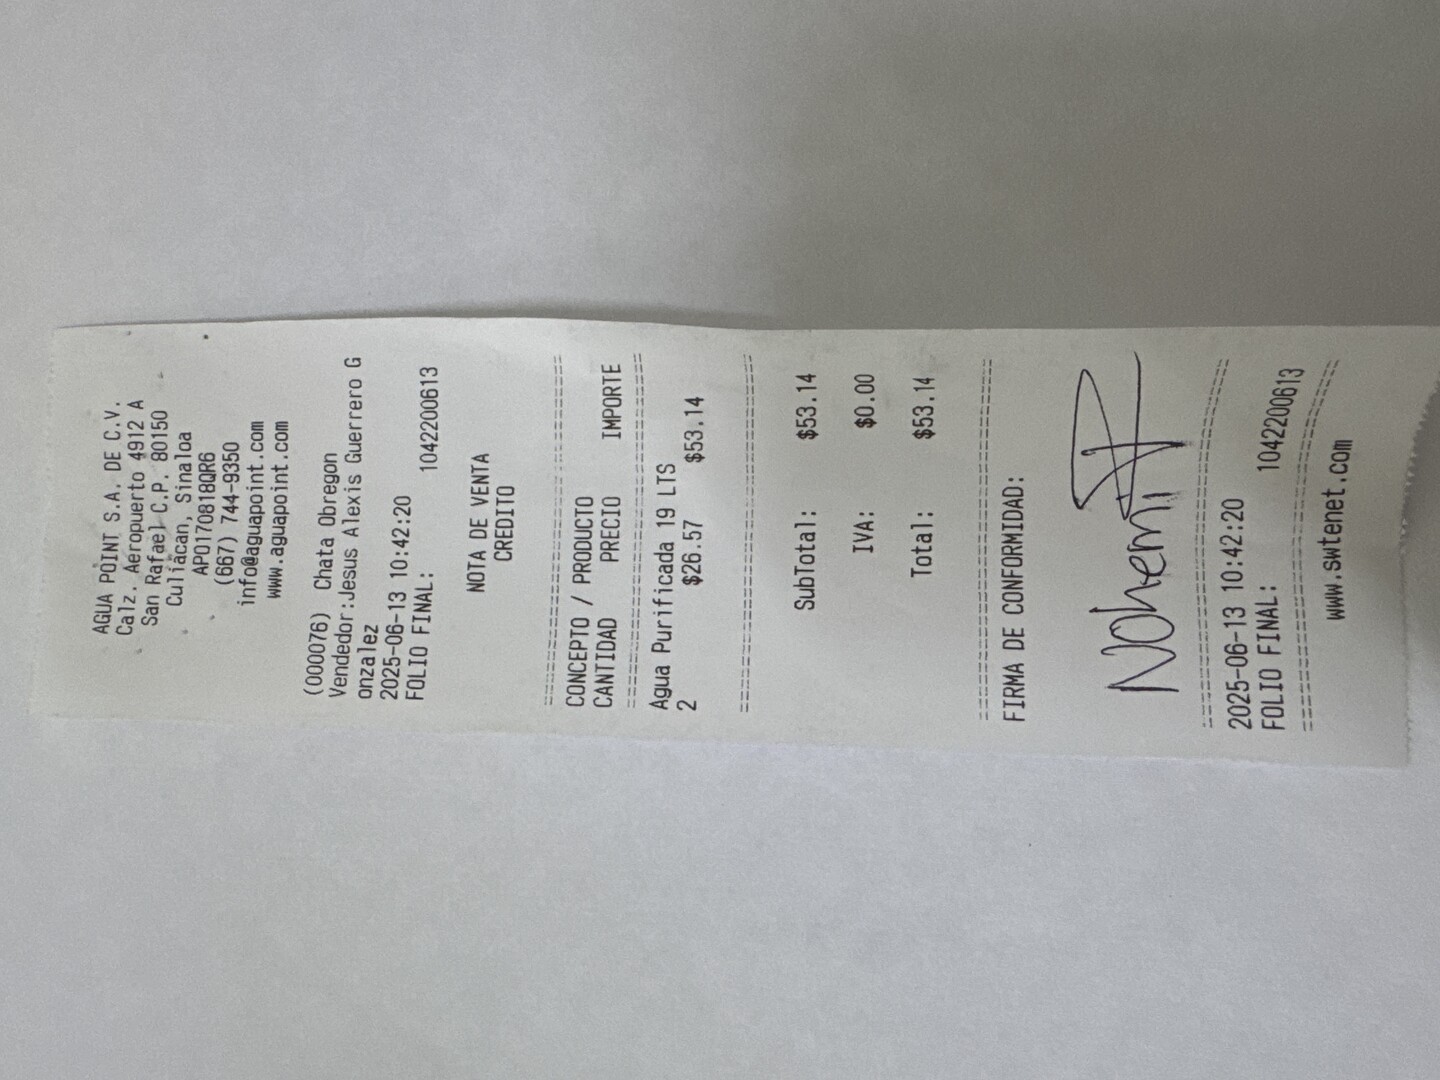 AGUA POINT S.A. DE C.V.
Calz. Aeropuerto 4912 A
San Rafael C.P. 80150
Culiacan, Sinaloa
APO170818QR6
(667) 744-9350
info@aguapoint.com
www.aguapoint.com
(000076) Chata Obregon
Vendedor:Jesus Alexis Guerrero G
onzalez
2025-06-13 10:42:20
FOLIO FINAL: 1042200613
NOTA DE VENTA
CREDITO
================================
CONCEPTO / PRODUCTO
CANTIDAD PRECIO IMPORTE
================================
Agua Purificada 19 LTS
2 $26.57 $53.14
================================
SubTotal: $53.14
IVA: $0.00
Total: $53.14
================================
FIRMA DE CONFORMIDAD:
Nohemi
================================
2025-06-13 10:42:20
FOLIO FINAL: 1042200613
================================
www.swtenet.com